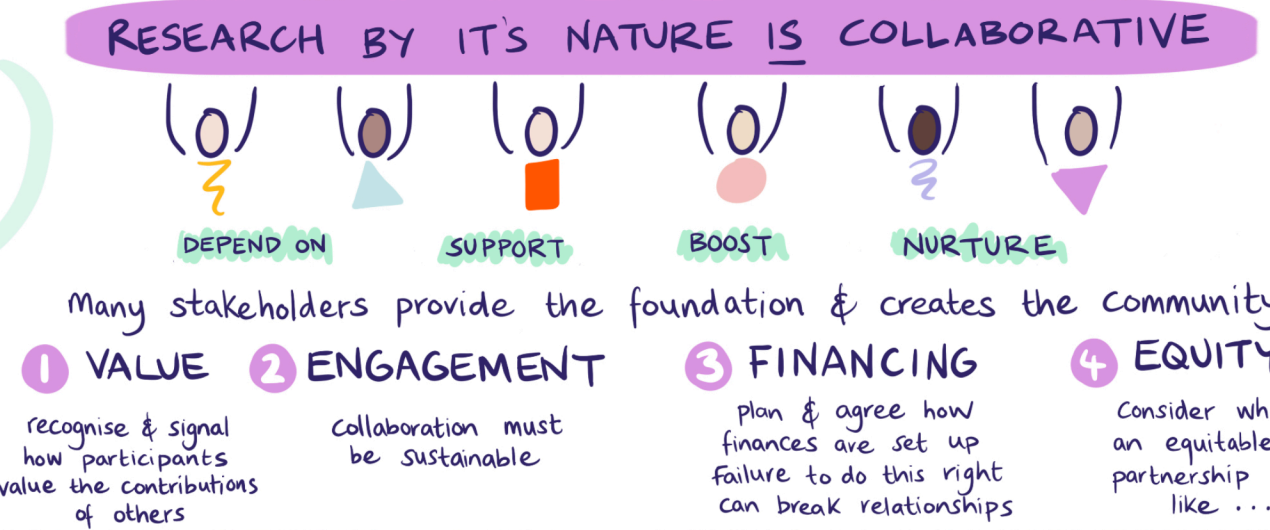 RESEARCH BY IT'S NATURE IS COLLABORATIVE
DEPEND ON SUPPORT BOOST NURTURE
Many stakeholders provide the foundation & creates the community
1 VALUE
recognise & signal
how participants
value the contributions
of others
2 ENGAGEMENT
Collaboration must
be sustainable
3 FINANCING
plan & agree how
finances are set up
failure to do this right
can break relationships
4 EQUITY
Consider
an equitable
partnership
like ...